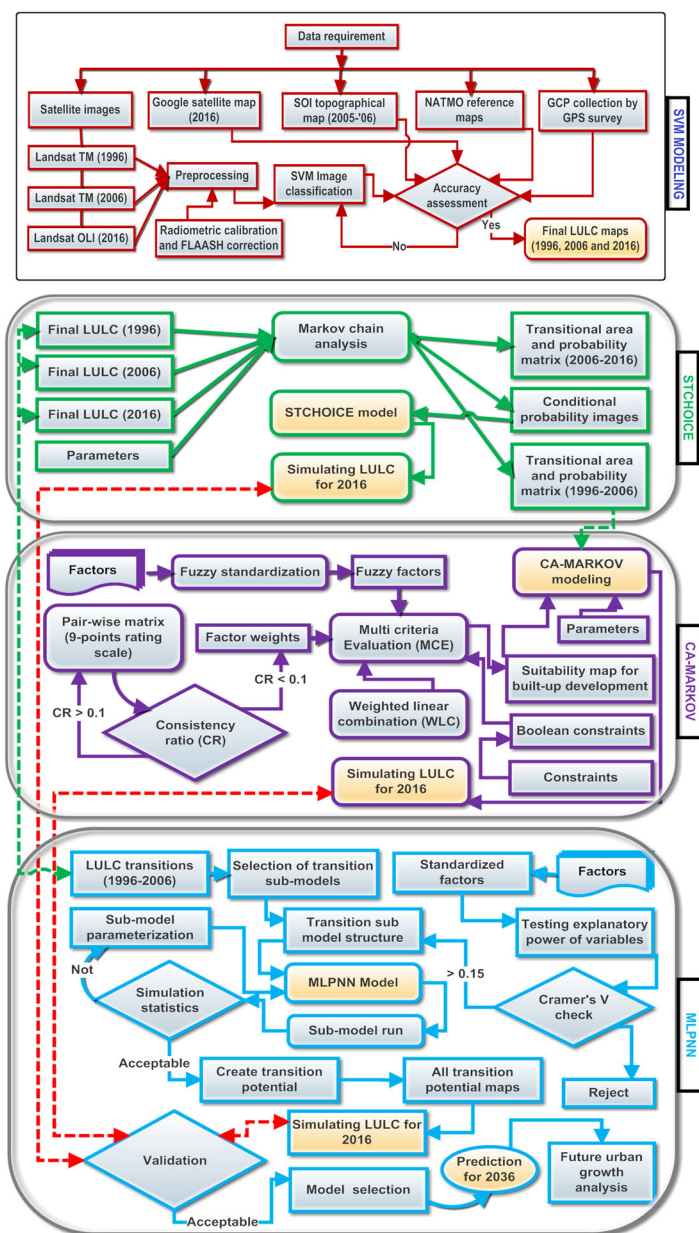 Data requirement
Satellite images
Google satellite map
(2016)
SOI topographical
map (2005-'06)
NATMO reference
maps
GCP collection by
GPS survey
Landsat TM (1996)
Landsat TM (2006)
Landsat OLI (2016)
Preprocessing
Radiometric calibration
and FLAASH correction
SVM Image
classification
Accuracy
assessment
No
Yes
Final LULC maps
(1996, 2006 and 2016)
SVM MODELING
Final LULC (1996)
Final LULC (2006)
Final LULC (2016)
Parameters
Markov chain
analysis
STCHOICE model
Simulating LULC
for 2016
Transitional area
and probability
matrix (2006-2016)
Conditional
probability images
Transitional area
and probability
matrix (1996-2006)
STCHOICE
Factors
Fuzzy standardization
Fuzzy factors
CA-MARKOV
modeling
Parameters
Pair-wise matrix
(9-points rating
scale)
Factor weights
Multi criteria
Evaluation (MCE)
Suitability map for
built-up development
CR > 0.1
CR < 0.1
Consistency
ratio (CR)
Weighted linear
combination (WLC)
Boolean constraints
Constraints
Simulating LULC
for 2016
CA-MARKOV
LULC transitions
(1996-2006)
Selection of transition
sub-models
Standardized
factors
Factors
Sub-model
parameterization
Transition sub
model structure
Testing explanatory
power of variables
Not
> 0.15
Simulation
statistics
MLPNN Model
Sub-model run
Cramer's V
check
Acceptable
Create transition
potential
All transition
potential maps
Reject
Simulating LULC for
2016
Validation
Acceptable
Model selection
Prediction
for 2036
Future urban
growth
analysis
MLPNN